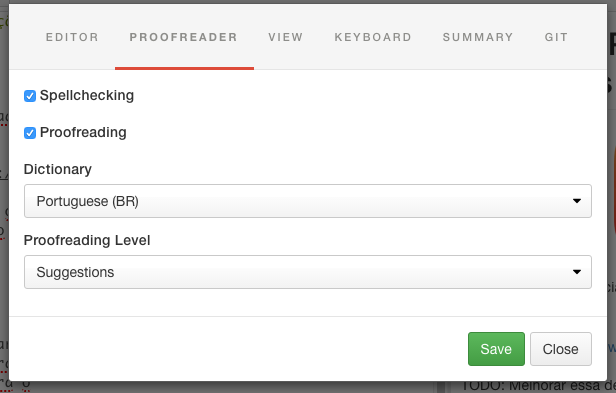 EDITOR PROOFREADER VIEW KEYBOARD SUMMARY GIT
Spellchecking
Proofreading
Dictionary
Portuguese (BR)
Proofreading Level
Suggestions
Save Close
TODO: Melhorar essa de